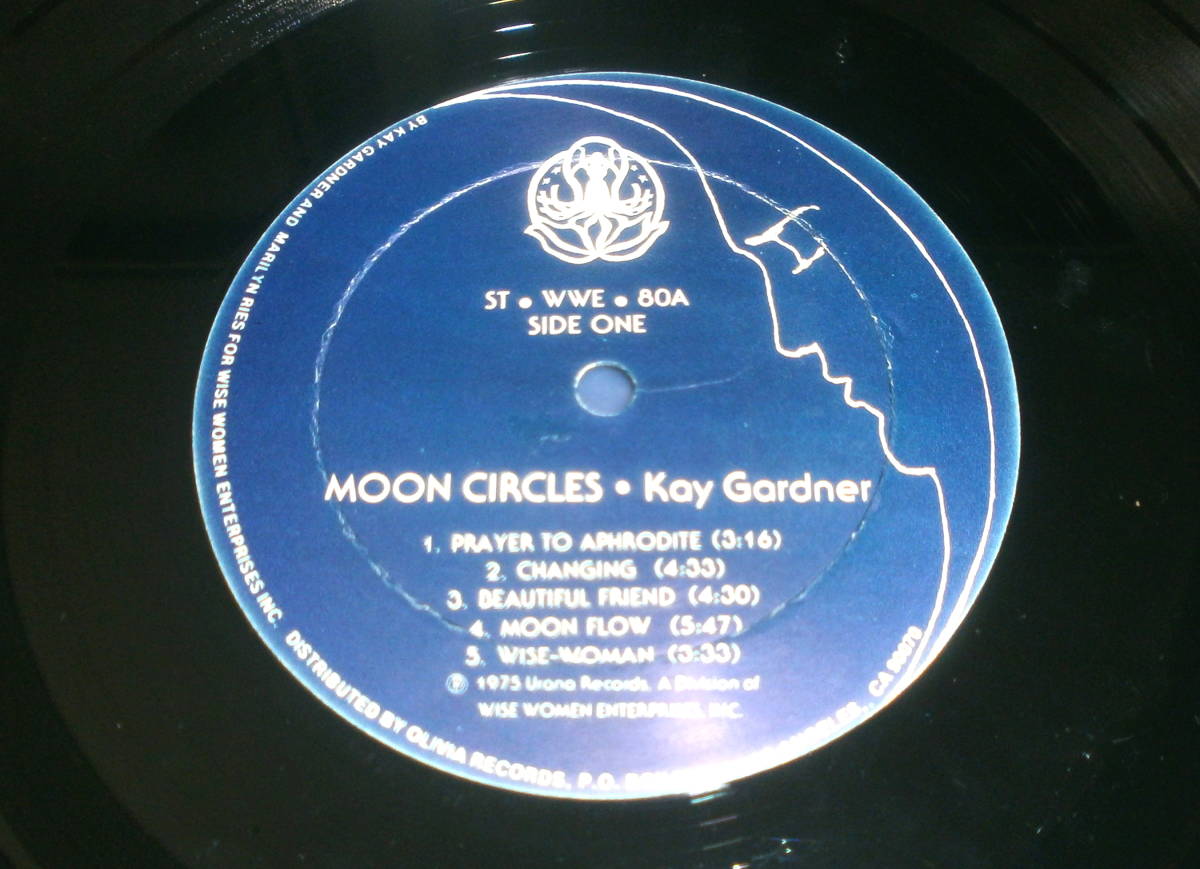 ST • WWE • 80A
SIDE ONE
MOON CIRCLES • Kay Gardner
1. PRAYER TO APHRODITE (3:16)
2. CHANGING (4:33)
3. BEAUTIFUL FRIEND (4:30)
4. MOON FLOW (5:47)
5. WISE-WOMAN (3:33)
Ⓟ 1975 Urana Records, A Division of
WISE WOMEN ENTERPRISES, INC.
BY KAY GARDNER AND MARILYN RIES FOR WISE WOMEN ENTERPRISES INC. DISTRIBUTED BY OLIVIA RECORDS, P.O. CA